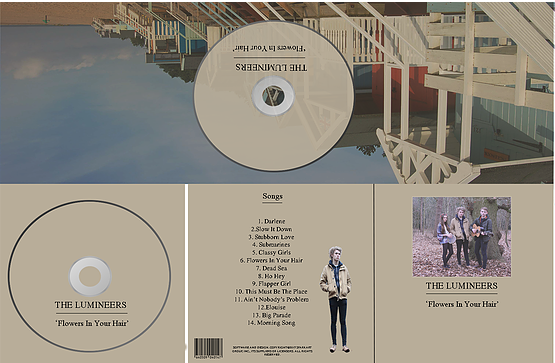 'Flowers In Your Hair'
THE LUMINEERS
THE LUMINEERS
'Flowers In Your Hair'
Songs
1. Darlene
2.Slow It Down
3. Stubborn Love
4. Submarines
5. Classy Girls
6. Flowers In Your Hair
7. Dead Sea
8. Ho Hey
9. Flapper Girl
10. This Must Be The Place
11. Ain't Nobody's Problem
12.Elouise
13. Big Parade
14. Morning Song
THE LUMINEERS
'Flowers In Your Hair'